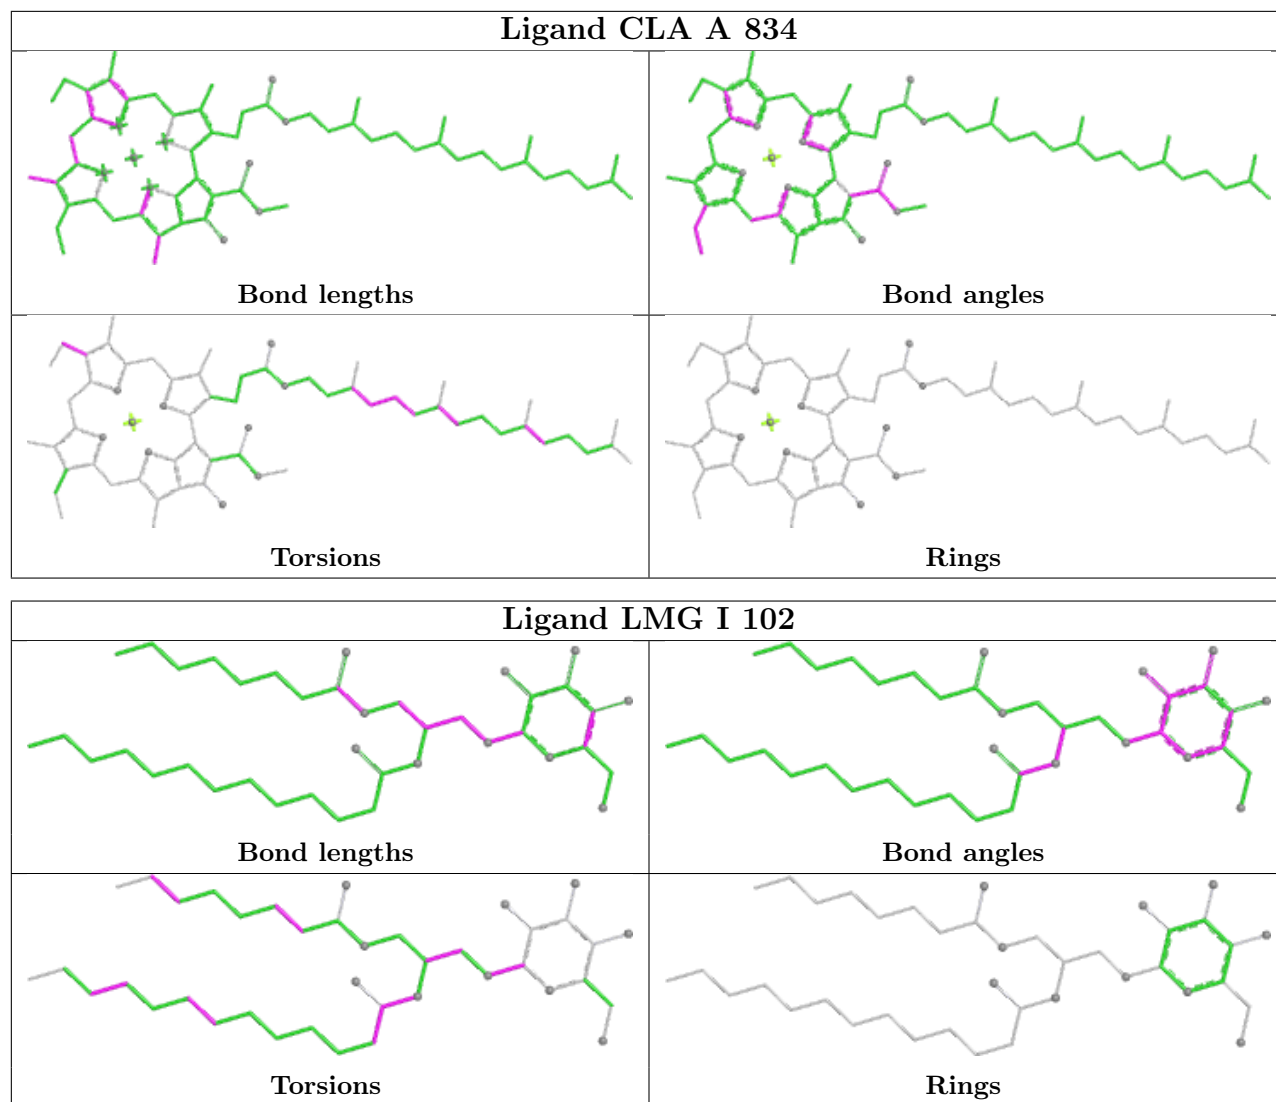 Ligand CLA A 834
Bond lengths
Bond angles
Torsions
Rings
Ligand LMG I 102
Bond lengths
Bond angles
Torsions
Rings